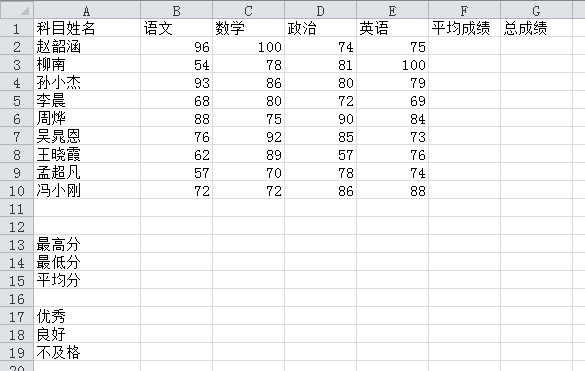 A B C D E F G
1 科目姓名 语文 数学 政治 英语 平均成绩 总成绩
2 赵韶涵 96 100 74 75
3 柳南 54 78 81 100
4 孙小杰 93 86 80 79
5 李晨 68 80 72 69
6 周烨 88 75 90 84
7 吴晁恩 76 92 85 73
8 王晓霞 62 89 57 76
9 孟超凡 57 70 78 74
10 冯小刚 72 72 86 88
11
12
13 最高分
14 最低分
15 平均分
16
17 优秀
18 良好
19 不及格